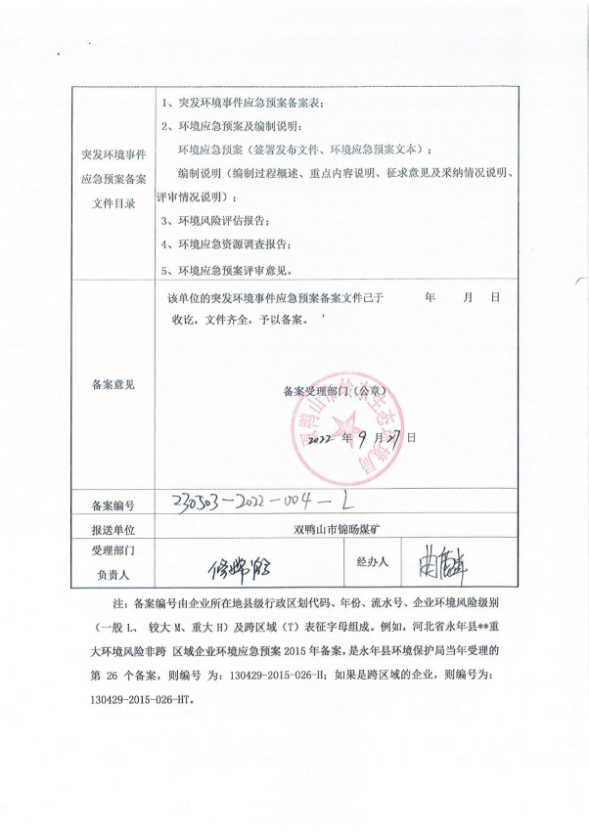 1、突发环境事件应急预案备案表；
2、环境应急预案及编制说明：
环境应急预案（签署发布文件、环境应急预案文本）；
突发环境事件
应急预案备案
文件目录
编制说明（编制过程概述、重点内容说明、征求意见及采纳情况说明、
评审情况说明）；
3、环境风险评估报告；
4、环境应急资源调查报告；
5、环境应急预案评审意见。
备案意见
该单位的突发环境事件应急预案备案文件己于 年 月 日
收讫，文件齐全，予以备案。
备案受理部门（公章）
2022 年 9 月 27 日
备案编号
230503-2022-004-L
报送单位
双鸭山市锦旸煤矿
受理部门
负责人
经办人
注：备案编号由企业所在地县级行政区划代码、年份、流水号、企业环境风险级别
（一般 L、 较大 M、重大 H）及跨区域（T）表征字母组成。例如，河北省永年县**重
大环境风险非跨 区域企业环境应急预案 2015 年备案，是永年县环境保护局当年受理的
第 26 个备案，则编号 为：130429-2015-026-H；如果是跨区域的企业，则编号为：
130429-2015-026-HT。